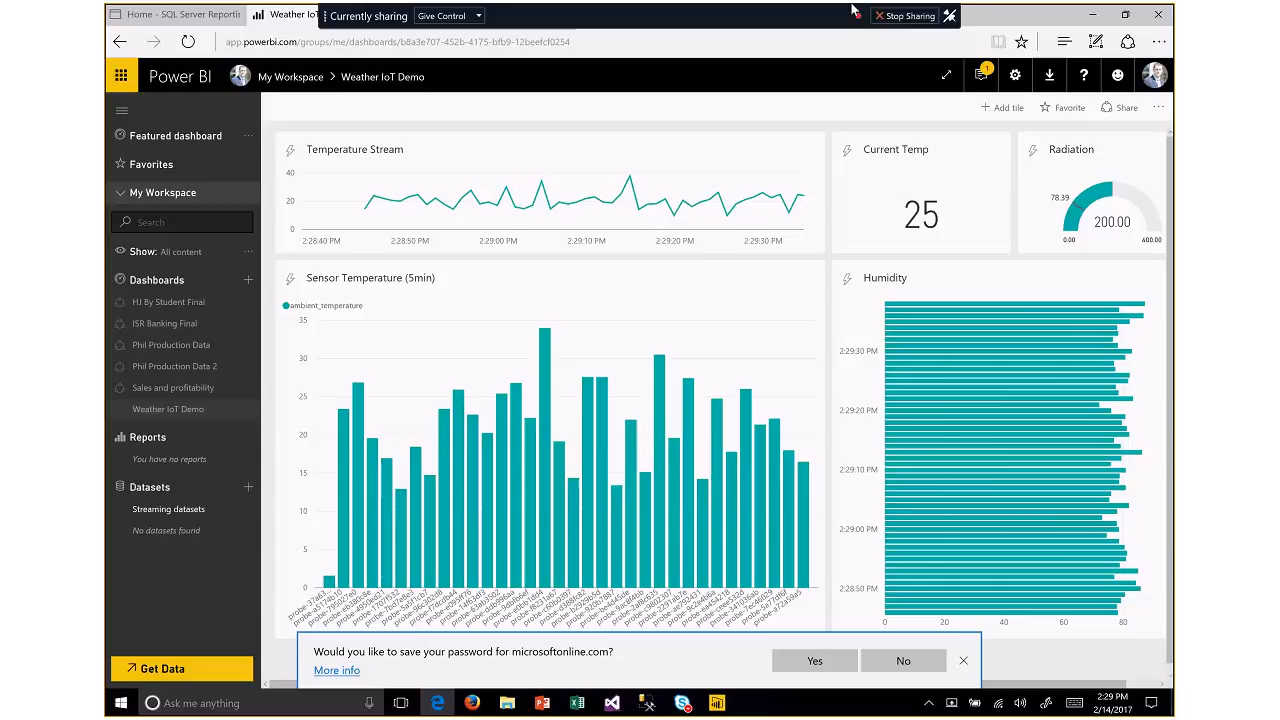 Home - SQL Server Reportin
Weather IoT
Currently sharing
Give Control
Stop Sharing
app.powerbi.com/groups/me/dashboards/b8a3e707-452b-4175-bfb9-12beefcf0254
Power BI
My Workspace > Weather IoT Demo
1
?
Add tile
Favorite
Share
Featured dashboard
Favorites
My Workspace
Search
Show: All content
Dashboards
HJ By Student Final
ISR Banking Final
Phil Production Data
Phil Production Data 2
Sales and profitability
Weather IoT Demo
Reports
You have no reports
Datasets
Streaming datasets
No datasets found
Get Data
Temperature Stream
40
20
0
2:28:40 PM 2:28:50 PM 2:29:00 PM 2:29:10 PM 2:29:20 PM 2:29:30 PM
Current Temp
25
Radiation
78.39
200.00
0.00 400.00
Sensor Temperature (5min)
ambient_temperature
35
30
25
20
15
10
5
0
Humidity
2:29:30 PM
2:29:20 PM
2:29:10 PM
2:29:00 PM
2:28:50 PM
0 20 40 60 80
Would you like to save your password for microsoftonline.com?
More info
Yes
No
Ask me anything
2:29 PM
2/14/2017